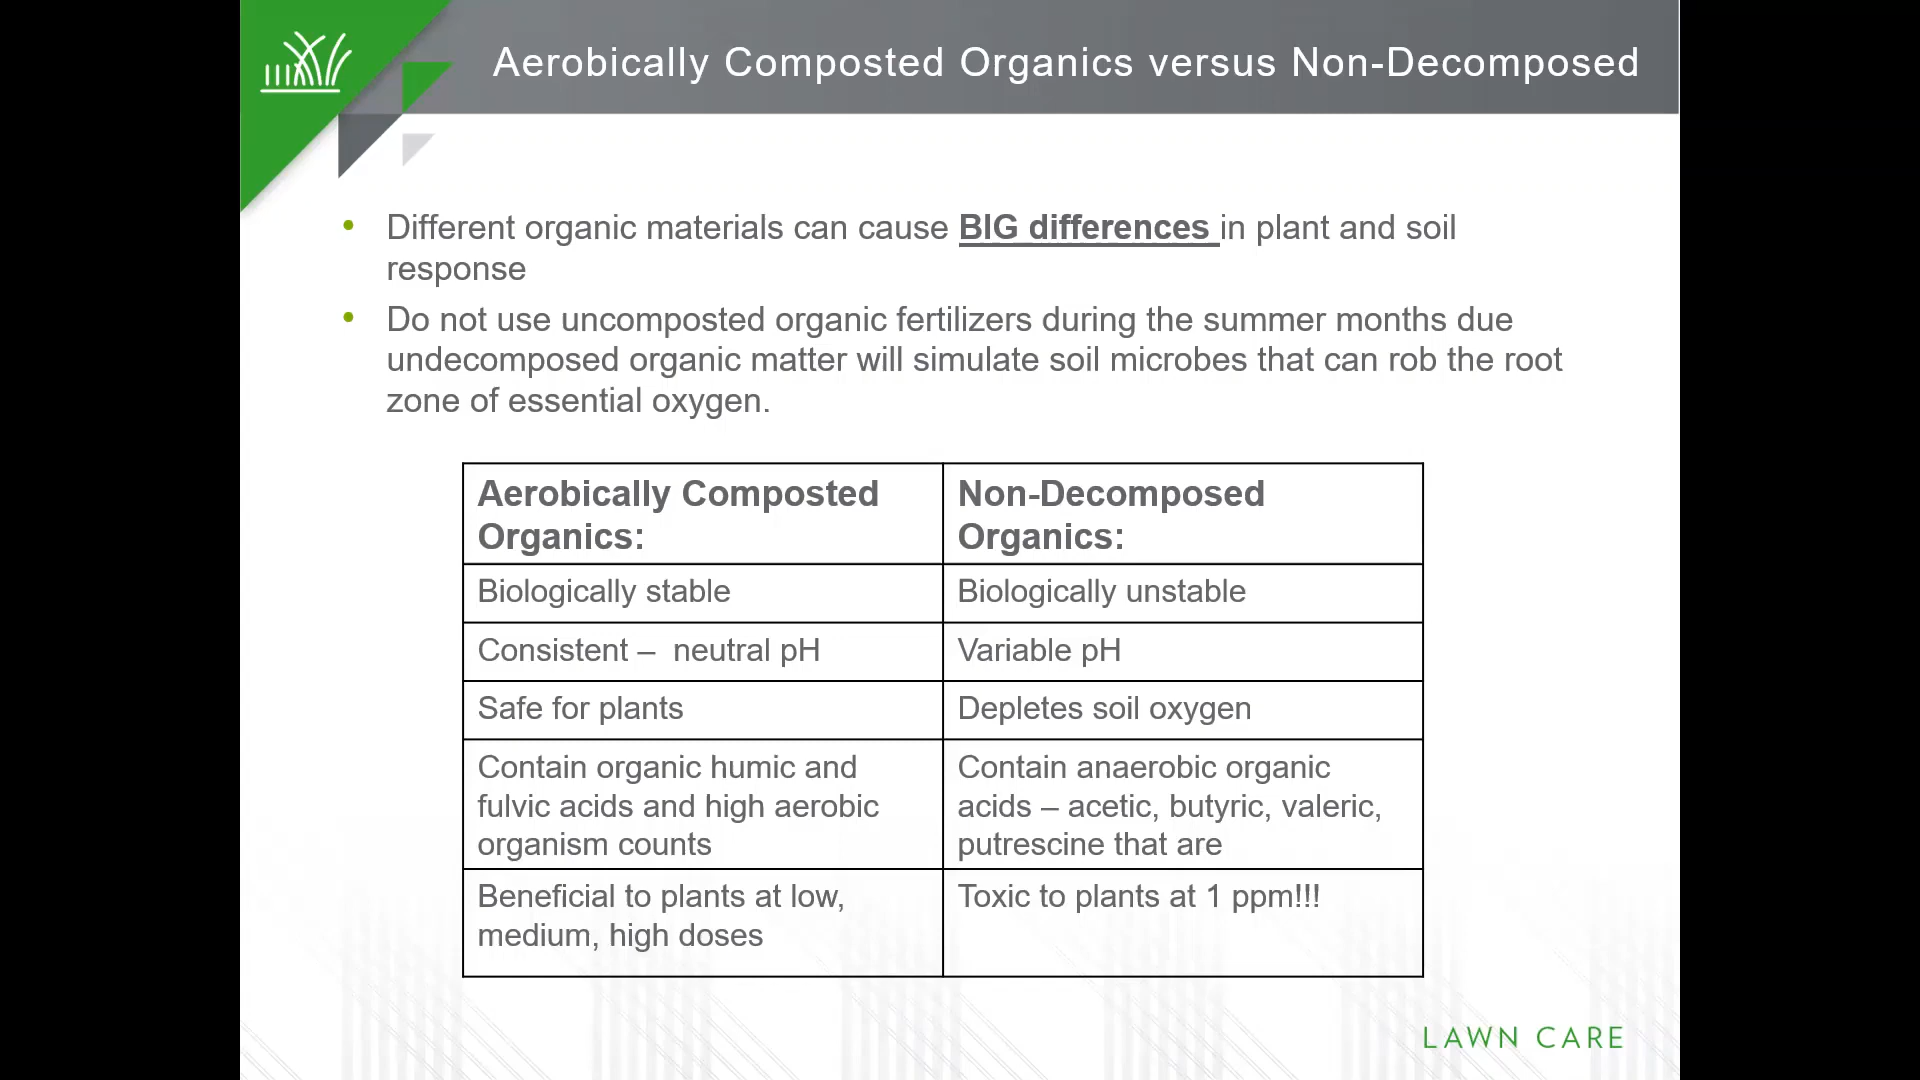 Aerobically Composted Organics versus Non-Decomposed
• Different organic materials can cause BIG differences in plant and soil
response
• Do not use uncomposted organic fertilizers during the summer months due
undecomposed organic matter will simulate soil microbes that can rob the root
zone of essential oxygen.
Aerobically Composted
Organics:
Non-Decomposed
Organics:
Biologically stable
Biologically unstable
Consistent – neutral pH
Variable pH
Safe for plants
Depletes soil oxygen
Contain organic humic and
fulvic acids and high aerobic
organism counts
Contain anaerobic organic
acids – acetic, butyric, valeric,
putrescine that are
Beneficial to plants at low,
medium, high doses
Toxic to plants at 1 ppm!!!
LAWN CARE